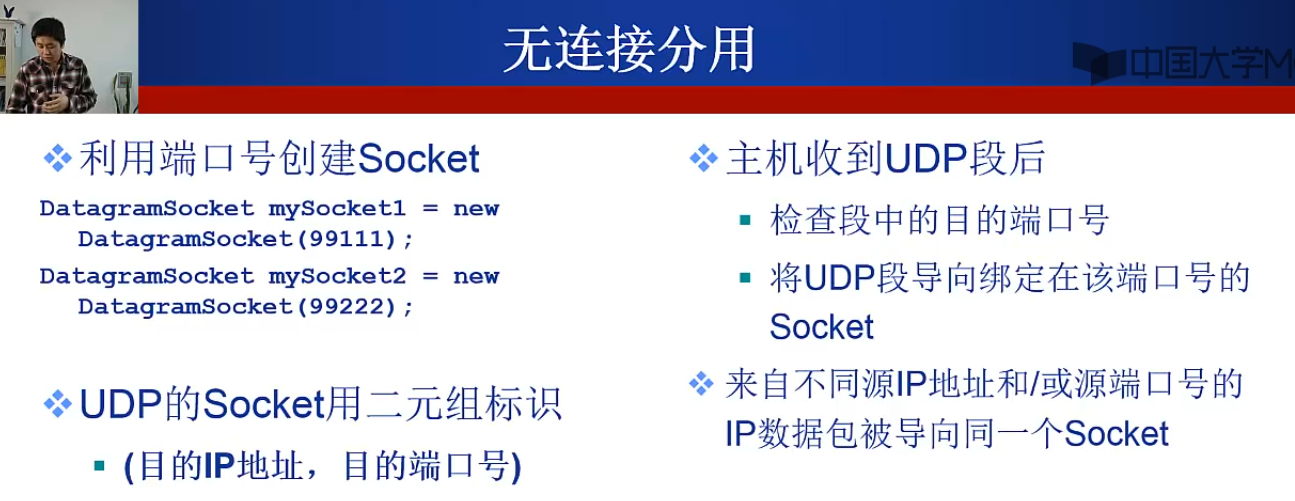 无连接分用
中国大学M
利用端口号创建Socket
DatagramSocket mySocket1 = new
DatagramSocket(99111);
DatagramSocket mySocket2 = new
DatagramSocket(99222);
UDP的Socket用二元组标识
(目的IP地址，目的端口号)
主机收到UDP段后
检查段中的目的端口号
将UDP段导向绑定在该端口号的
Socket
来自不同源IP地址和/或源端口号的
IP数据包被导向同一个Socket